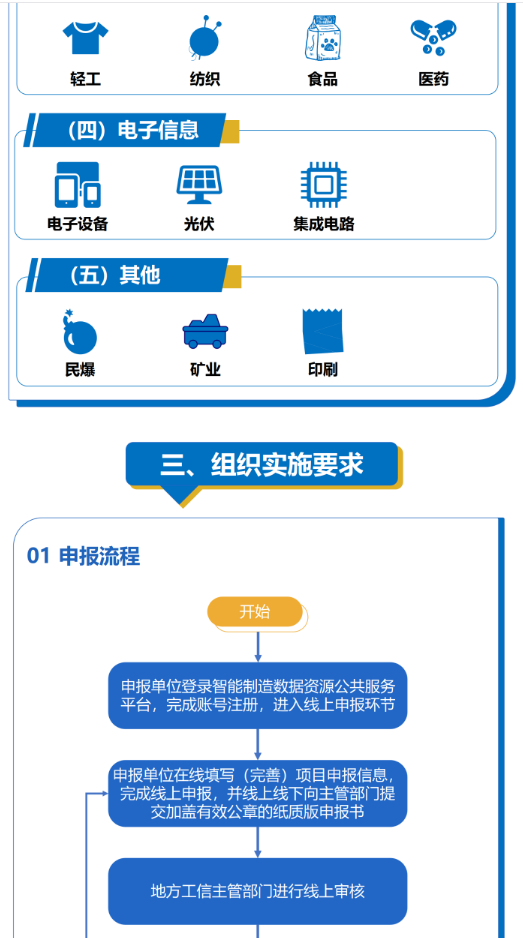 轻工 纺织 食品 医药
（四）电子信息
电子设备 光伏 集成电路
（五）其他
民爆 矿业 印刷
三、组织实施要求
01 申报流程
开始
申报单位登录智能制造数据资源公共服务
平台，完成账号注册，进入线上申报环节
申报单位在线填写（完善）项目申报信息，
完成线上申报，并线上线下向主管部门提
交加盖有效公章的纸质版申报书
地方工信主管部门进行线上审核